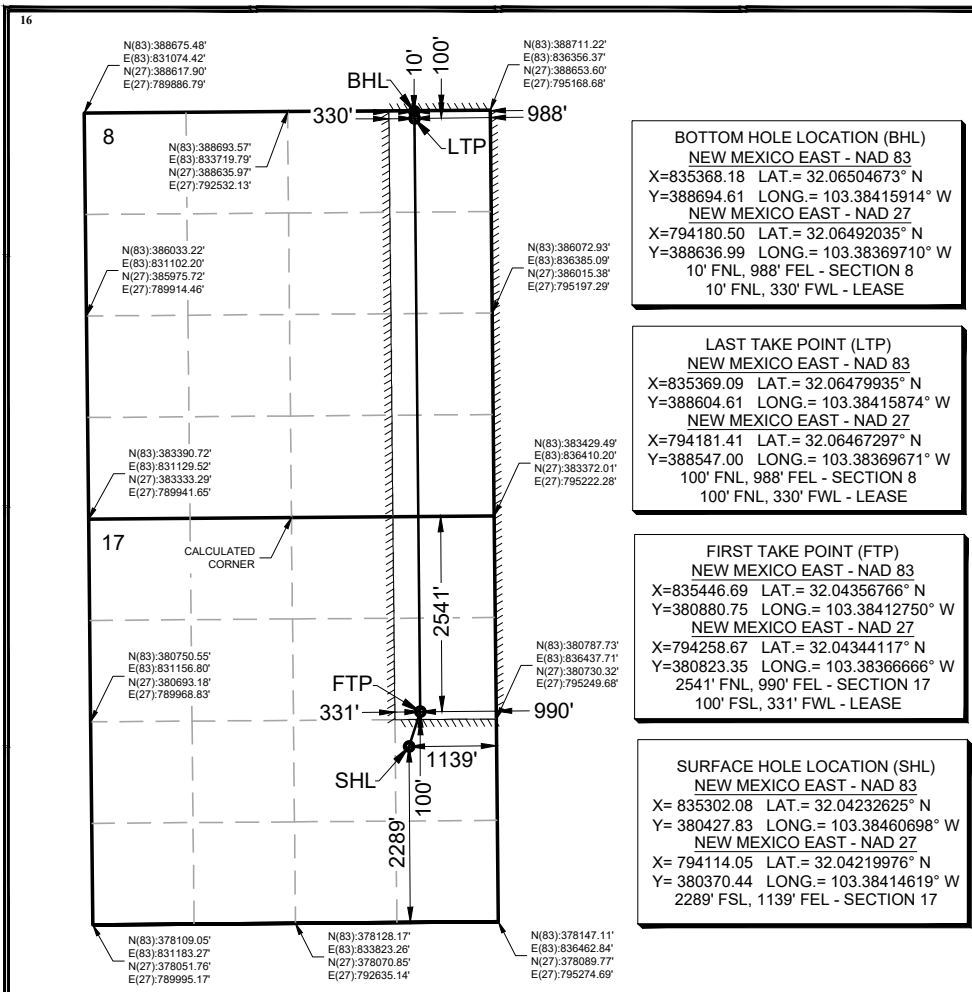 16
N(83):388675.48'
E(83):831074.42'
N(27):388617.90'
E(27):789886.79'
BHL
10'
100'
N(83):388711.22'
E(83):836356.37'
N(27):388653.60'
E(27):795168.68'
330'
988'
8
LTP
N(83):388693.57'
E(83):833719.79'
N(27):388635.97'
E(27):792532.13'
N(83):386033.22'
E(83):831102.20'
N(27):385975.72'
E(27):789914.46'
N(83):386072.93'
E(83):836385.09'
N(27):386015.38'
E(27):795197.29'
N(83):383390.72'
E(83):831129.52'
N(27):383333.29'
E(27):789941.65'
N(83):383429.49'
E(83):836410.20'
N(27):383372.01'
E(27):795222.28'
17
CALCULATED
CORNER
2541'
N(83):380750.55'
E(83):831156.80'
N(27):380693.18'
E(27):789968.83'
N(83):380787.73'
E(83):836437.71'
N(27):380730.32'
E(27):795249.68'
FTP
331'
990'
SHL
1139'
100'
2289'
N(83):378109.05'
E(83):831183.27'
N(27):378051.76'
E(27):789995.17'
N(83):378128.17'
E(83):833823.26'
N(27):378070.85'
E(27):792635.14'
N(83):378147.11'
E(83):836462.84'
N(27):378089.77'
E(27):795274.69'
BOTTOM HOLE LOCATION (BHL)
NEW MEXICO EAST - NAD 83
X=835368.18 LAT.= 32.06504673° N
Y=388694.61 LONG.= 103.38415914° W
NEW MEXICO EAST - NAD 27
X=794180.50 LAT.= 32.06492035° N
Y=388636.99 LONG.= 103.38369710° W
10' FNL, 988' FEL - SECTION 8
10' FNL, 330' FWL - LEASE
LAST TAKE POINT (LTP)
NEW MEXICO EAST - NAD 83
X=835369.09 LAT.= 32.06479935° N
Y=388604.61 LONG.= 103.38415874° W
NEW MEXICO EAST - NAD 27
X=794181.41 LAT.= 32.06467297° N
Y=388547.00 LONG.= 103.38369671° W
100' FNL, 988' FEL - SECTION 8
100' FNL, 330' FWL - LEASE
FIRST TAKE POINT (FTP)
NEW MEXICO EAST - NAD 83
X=835446.69 LAT.= 32.04356766° N
Y=380880.75 LONG.= 103.38412750° W
NEW MEXICO EAST - NAD 27
X=794258.67 LAT.= 32.04344117° N
Y=380823.35 LONG.= 103.38366666° W
2541' FNL, 990' FEL - SECTION 17
100' FSL, 331' FWL - LEASE
SURFACE HOLE LOCATION (SHL)
NEW MEXICO EAST - NAD 83
X= 835302.08 LAT.= 32.04232625° N
Y= 380427.83 LONG.= 103.38460698° W
NEW MEXICO EAST - NAD 27
X= 794114.05 LAT.= 32.04219976° N
Y= 380370.44 LONG.= 103.38414619° W
2289' FSL, 1139' FEL - SECTION 17